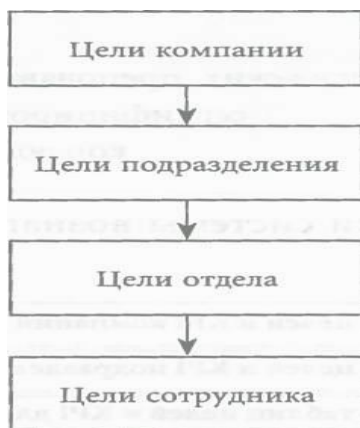 Цели компании
Цели подразделения
Цели отдела
Цели сотрудника